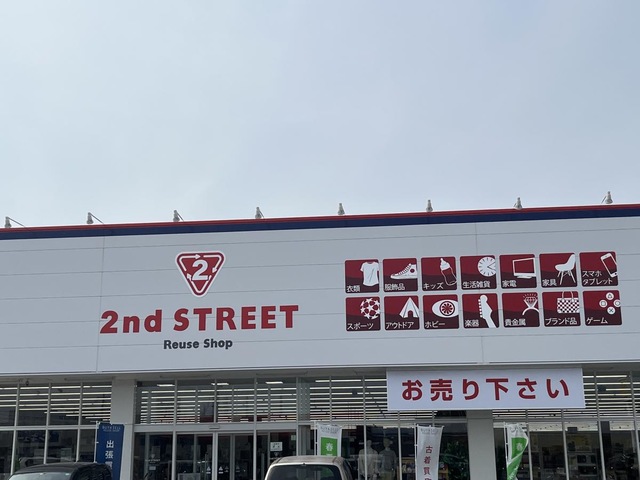 2
2nd STREET
Reuse Shop
衣類 服飾品 キッズ 生活雑貨 家電 家具 スマホ タブレット
スポーツ アウトドア ホビー 楽器 貴金属 ブランド品 ゲーム
お売り下さい
出張
古着買